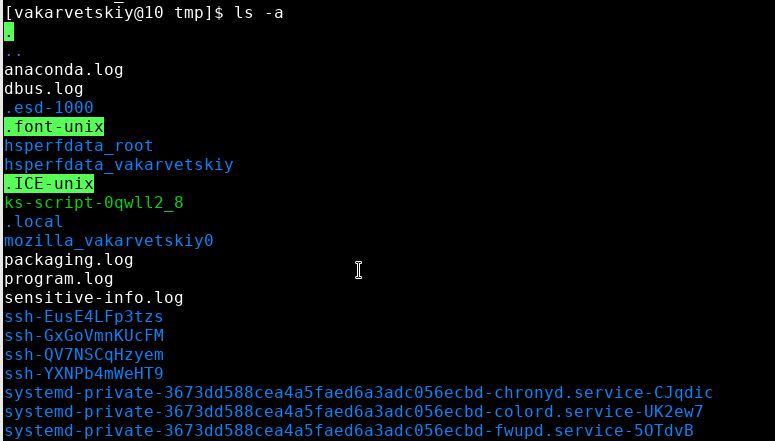 [vakarvetskiy@10 tmp]$ ls -a
.
..
anaconda.log
dbus.log
.esd-1000
.font-unix
hsperfdata_root
hsperfdata_vakarvetskiy
.ICE-unix
ks-script-0qwll2_8
.local
mozilla_vakarvetskiy0
packaging.log
program.log
sensitive-info.log
ssh-EusE4LFp3tzs
ssh-GxGoVmnKUcFM
ssh-QV7NSCqHzyem
ssh-YXNPb4mWeHT9
systemd-private-3673dd588cea4a5faed6a3adc056ecbd-chronyd.service-CJqdic
systemd-private-3673dd588cea4a5faed6a3adc056ecbd-colord.service-UK2ew7
systemd-private-3673dd588cea4a5faed6a3adc056ecbd-fwupd.service-5OTdvB